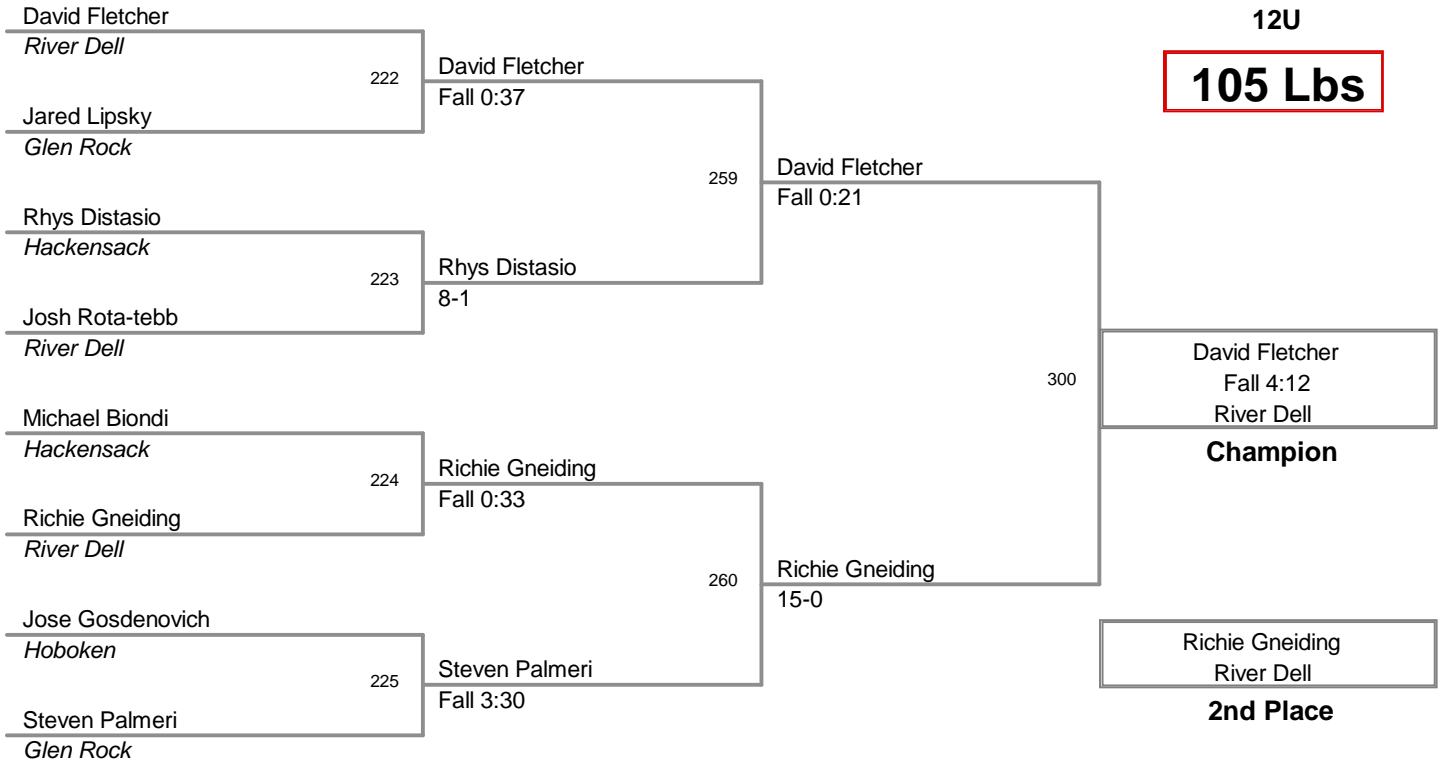 David Fletcher
River Dell
222
Jared Lipsky
Glen Rock
Rhys Distasio
Hackensack
223
Josh Rota-tebb
River Dell
Michael Biondi
Hackensack
224
Richie Gneiding
River Dell
Jose Gosdenovich
Hoboken
225
Steven Palmeri
Glen Rock
David Fletcher
Fall 0:37
259
Rhys Distasio
8-1
Richie Gneiding
Fall 0:33
260
Steven Palmeri
Fall 3:30
David Fletcher
Fall 0:21
300
Richie Gneiding
15-0
12U
105 Lbs
David Fletcher
Fall 4:12
River Dell
Champion
Richie Gneiding
River Dell
2nd Place